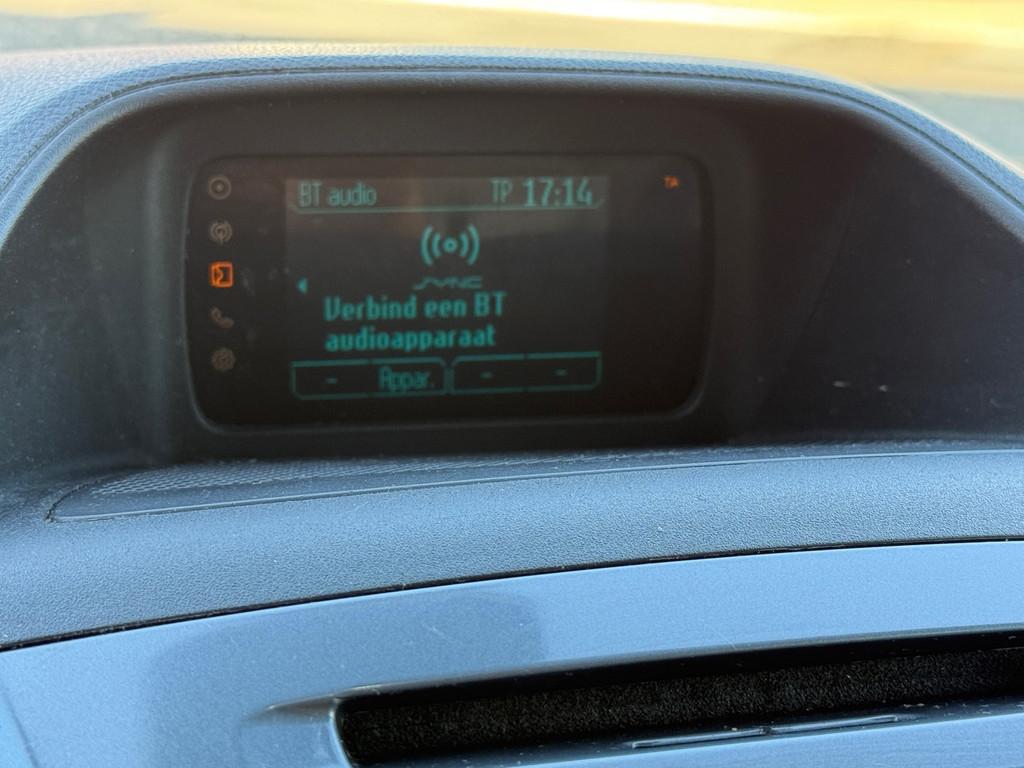 BT audio TP 17:14 TA
SYNC
Verbind een BT
audioapparaat
- Appar. - -